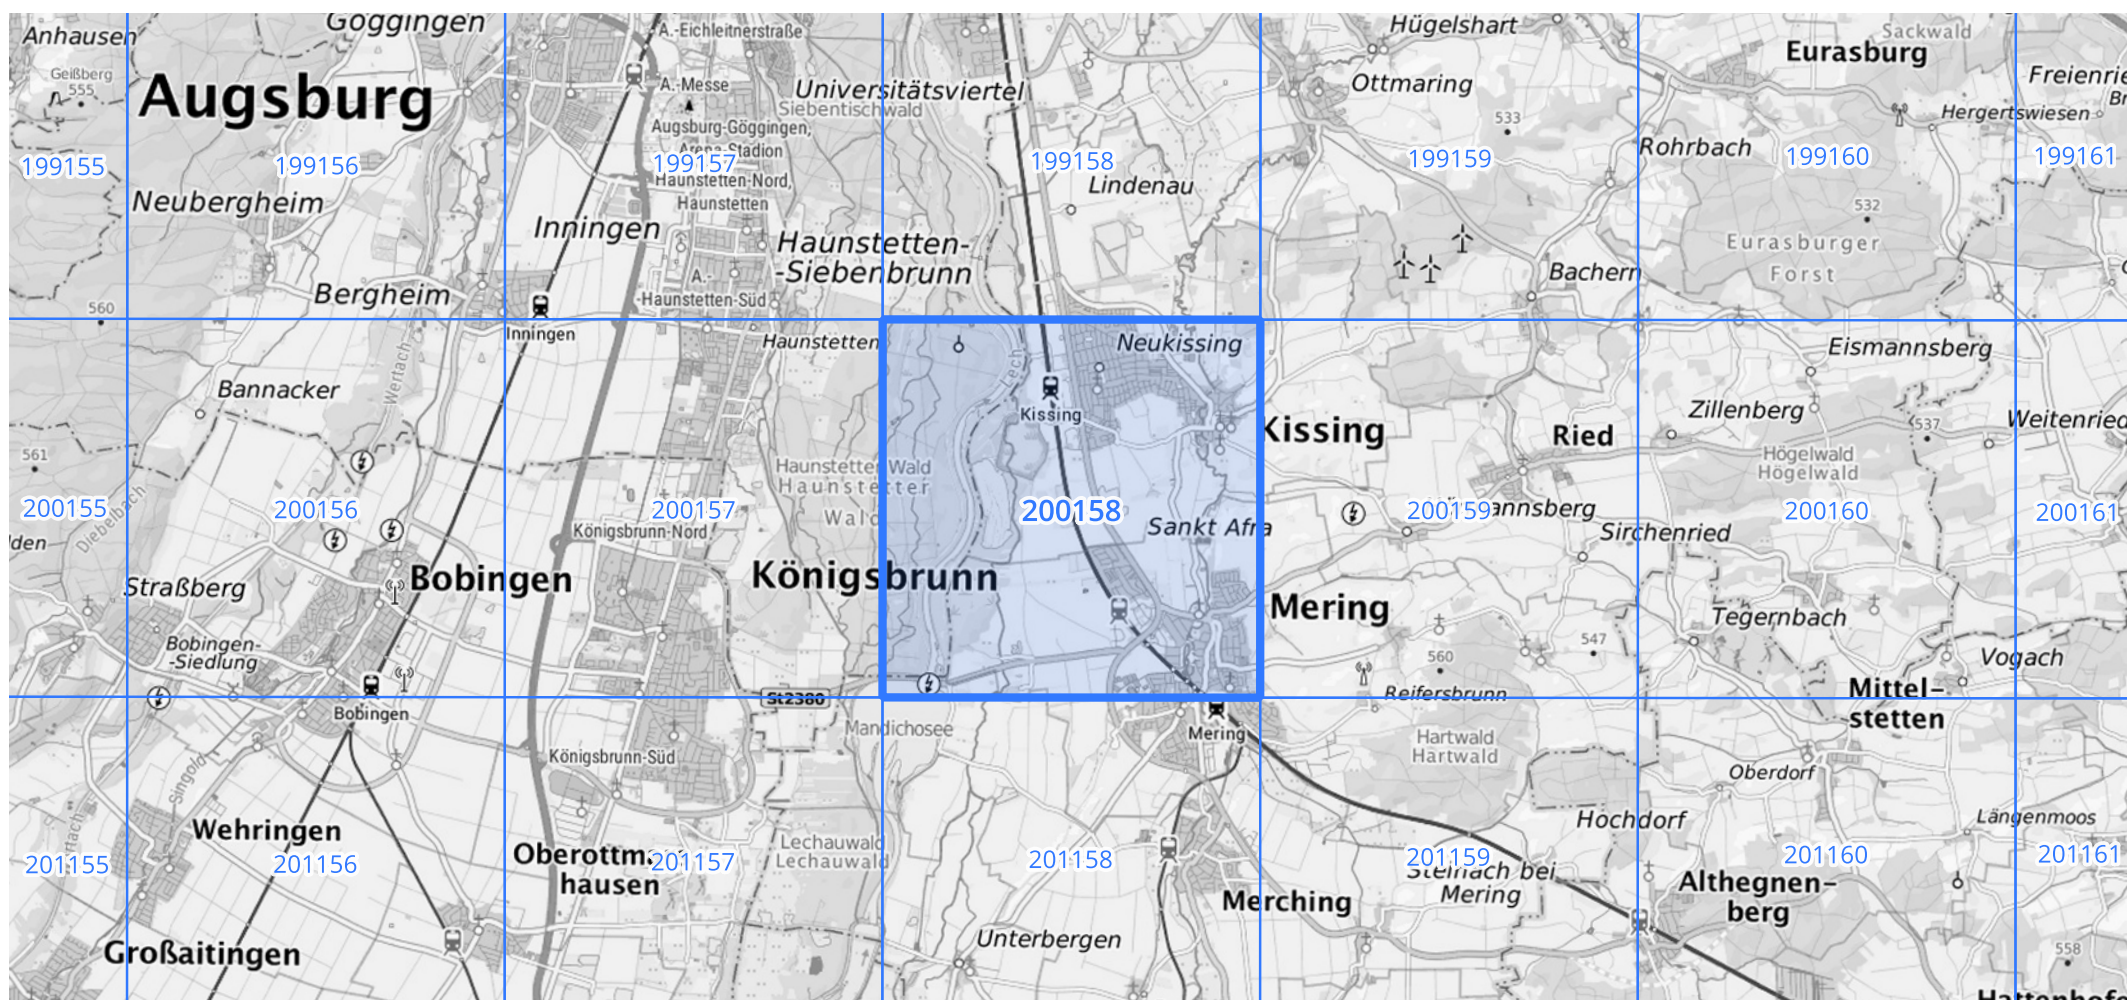 Anhausen
Göggingen
A.-Eichleitnerstraße
Hügelshart
Sackwald
Eurasburg
Geißberg
555
Augsburg
A.-Messe
Universitätsviertel
Siebentischwald
Ottmaring
533
Hergertswiesen
Augsburg-Göggingen,
Arena-Stadion
199155
199156
199157
199158
199159
Rohrbach
199160
199161
Haunstetten-Nord,
Haunstetten
Lindenau
Neubergheim
Inningen
Haunstetten-
-Siebenbrunn
532
Eurasburger
Forst
Bergheim
A.-
-Haunstetten-Süd
Bachern
560
Inningen
Haunstetten
Neukissing
Eismannsberg
Wertach
Lech
Bannacker
Kissing
Kissing
Ried
Zillenberg
537
Weitenried
561
Haunstetter Wald
Haunstetter
Wald
Högelwald
Högelwald
200155
200156
200157
200158
200159
200160
200161
Diebelbach
Königsbrunn-Nord
Sankt Afra
Sirchenried
Straßberg
Bobingen
Königsbrunn
Mering
Tegernbach
Bobingen-
-Siedlung
560
547
Vogach
Reifersbrunn
Mittel-
stetten
St2380
Bobingen
Mandichosee
Mering
Hartwald
Hartwald
Singold
Königsbrunn-Süd
Oberdorf
Wehringen
Hochdorf
Längenmoos
Lechauwald
Lechauwald
201155
201156
Oberottm
hausen
201157
201158
201159
201160
201161
Steinach bei
Mering
Althegnen-
berg
Merching
Großaitingen
Unterbergen
558